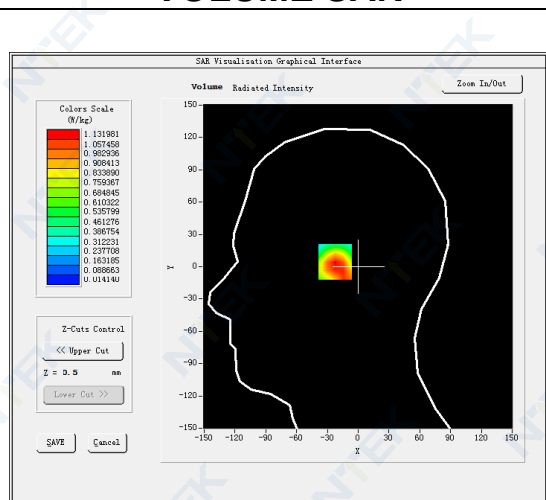 VOLUME SAR
SAR Visualisation Graphical Interface
Volume Radiated Intensity
Zoom In/Out
Colors Scale
(W/kg)
1.131981
1.057458
0.982936
0.908413
0.833890
0.759367
0.684845
0.610322
0.535799
0.461276
0.386754
0.312231
0.237708
0.163185
0.088663
0.014140
Z-Cuts Control
<< Upper Cut
Z = 0.5 mm
Lower Cut >>
SAVE Cancel
150
120
90
60
30
0
-30
-60
-90
-120
-150
Y
-150 -120 -90 -60 -30 0 30 60 90 120 150
X
NTEK